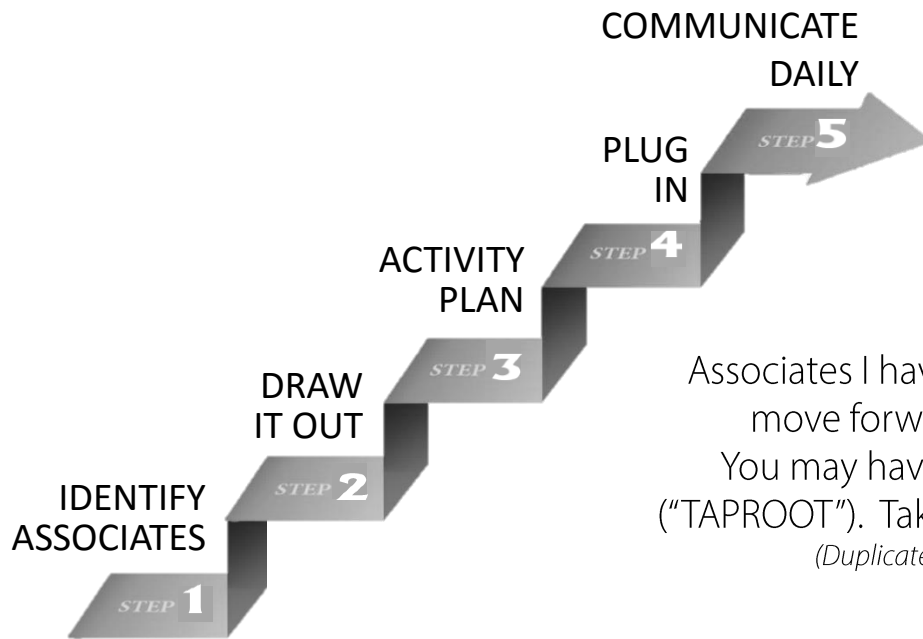 COMMUNICATE
DAILY
STEP 5
PLUG
IN
STEP 4
ACTIVITY
PLAN
STEP 3
DRAW
IT OUT
STEP 2
IDENTIFY
ASSOCIATES
STEP 1
Associates I
move
You may
("TAPROOT").